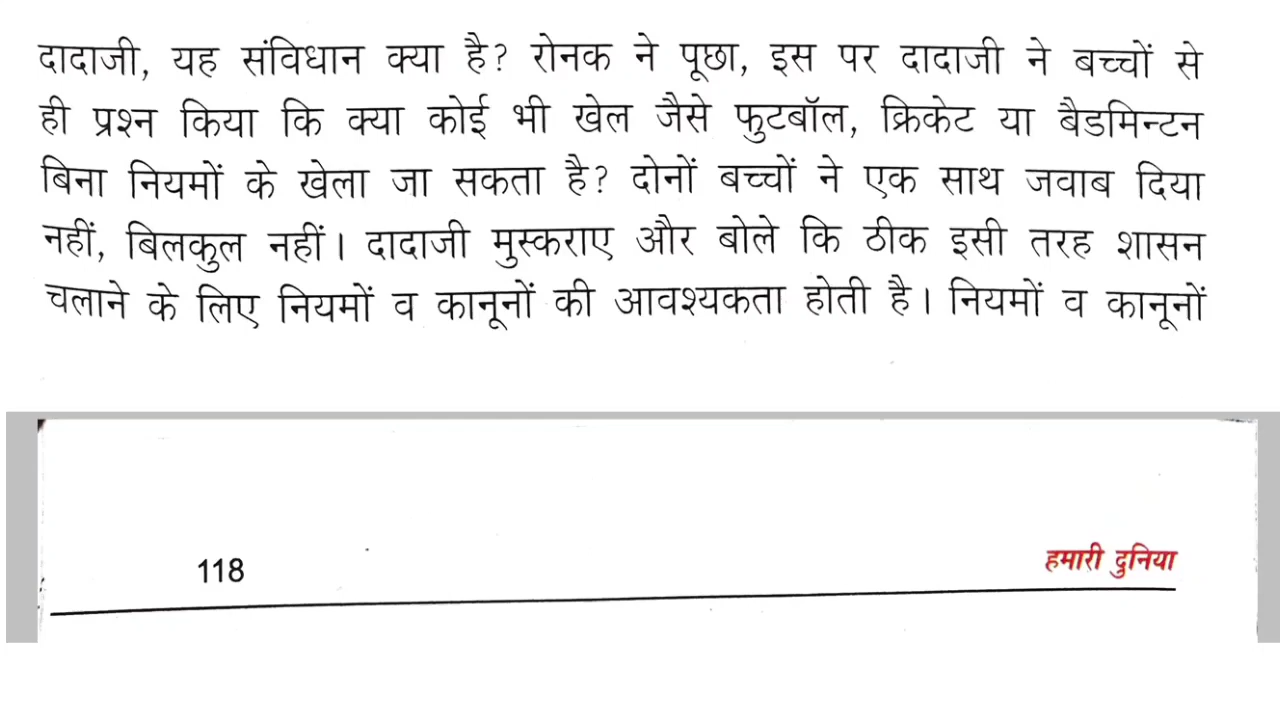 दादाजी, यह संविधान क्या है? रोनक ने पूछा, इस पर दादाजी ने बच्चों से
ही प्रश्न किया कि क्या कोई भी खेल जैसे फुटबॉल, क्रिकेट या बैडमिन्टन
बिना नियमों के खेला जा सकता है? दोनों बच्चों ने एक साथ जवाब दिया
नहीं, बिलकुल नहीं। दादाजी मुस्कराए और बोले कि ठीक इसी तरह शासन
चलाने के लिए नियमों व कानूनों की आवश्यकता होती है। नियमों व कानूनों
118
हमारी दुनिया